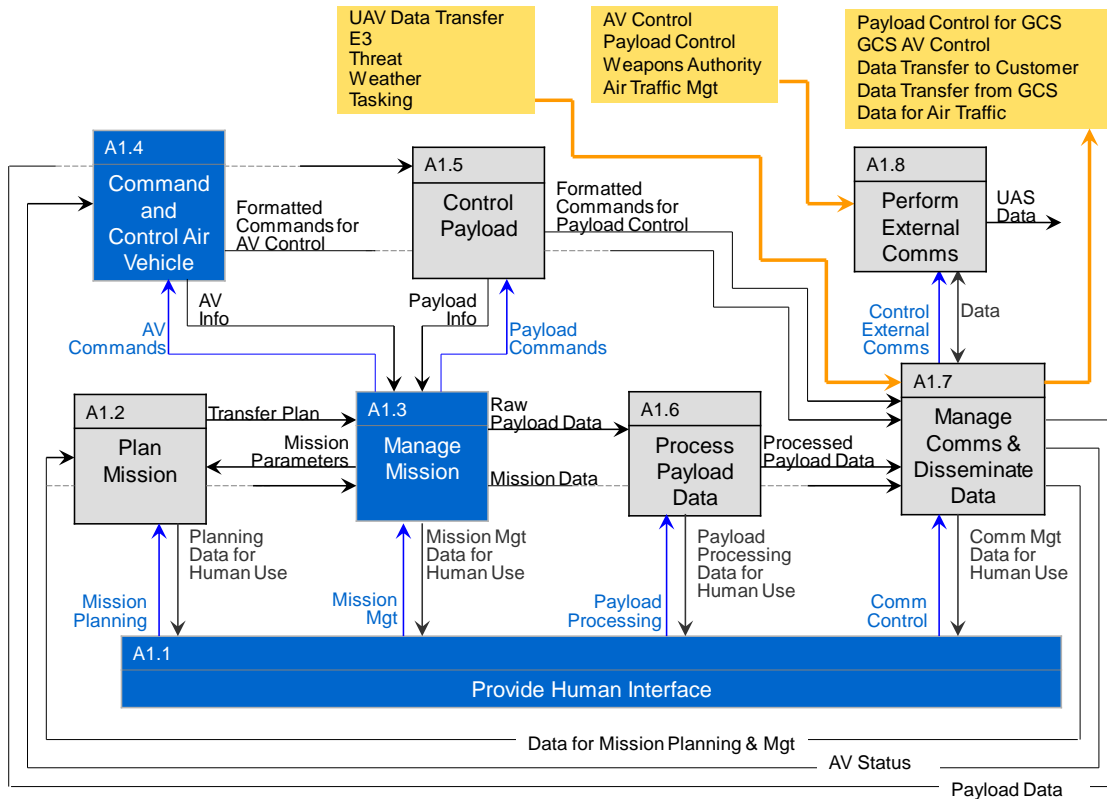 UAV Data Transfer
E3
Threat
Weather
Tasking
AV Control
Payload Control
Weapons Authority
Air Traffic Mgt
Payload Control for GCS
GCS AV Control
Data Transfer to Customer
Data Transfer from GCS
Data for Air Traffic
A1.4
Command
and
Control Air
Vehicle
A1.5
Control
Payload
A1.8
Perform
External
Comms
UAS
Data
Formatted
Commands for
AV Control
Formatted
Commands for
Payload Control
AV
Info
Payload
Info
AV
Commands
Payload
Commands
Control
External
Comms
Data
A1.2
Plan
Mission
Transfer Plan
Mission
Parameters
A1.3
Manage
Mission
Raw
Payload Data
Mission Data
A1.6
Process
Payload
Data
Processed
Payload Data
A1.7
Manage
Comms &
Disseminate
Data
Planning
Data for
Human Use
Mission Mgt
Data for
Human Use
Payload
Processing
Data for
Human Use
Comm Mgt
Data for
Human Use
Mission
Planning
Mission
Mgt
Payload
Processing
Comm
Control
A1.1
Provide Human Interface
Data for Mission Planning & Mgt
AV Status
Payload Data